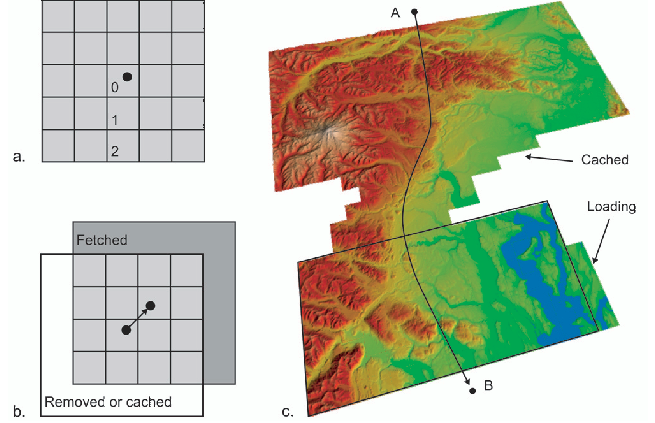 0
1
2
a.
Fetched
Removed or cached
b.
A
Cached
Loading
B
c.